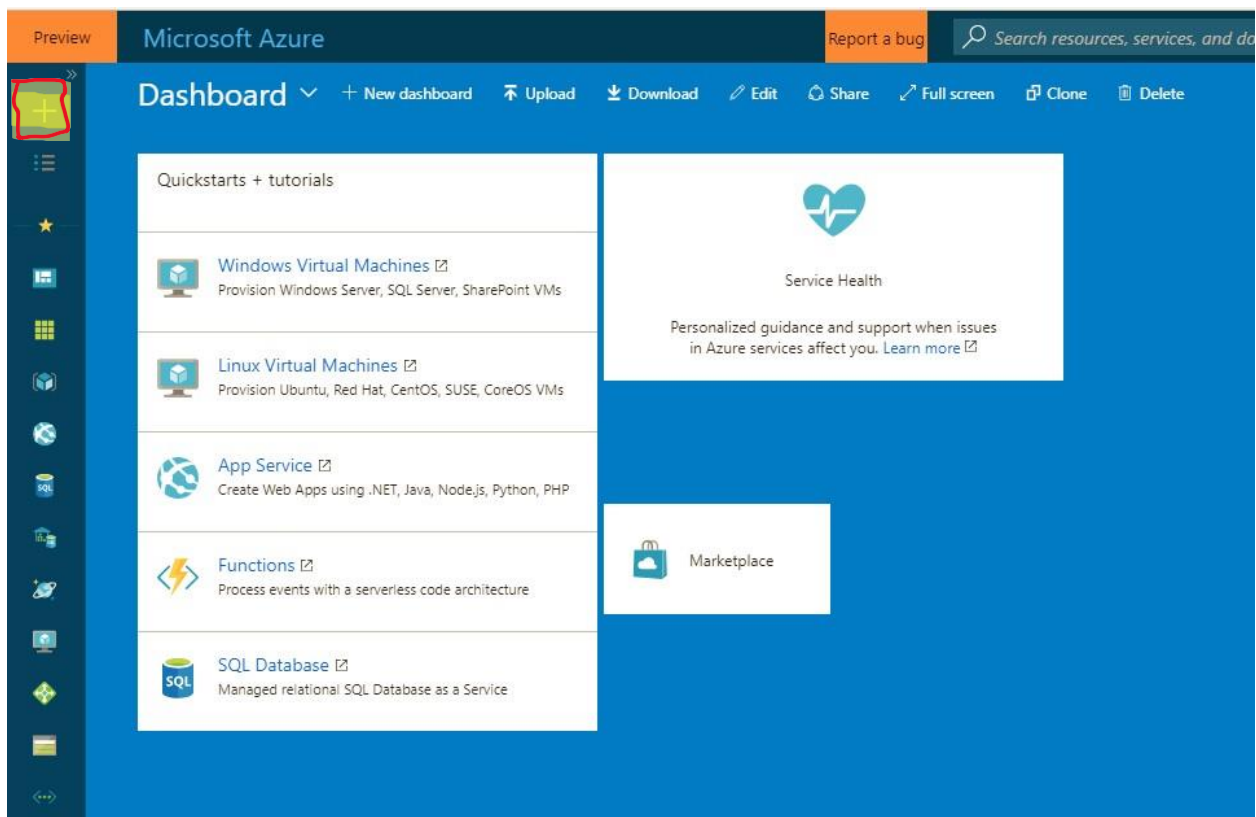 Preview
Microsoft Azure
Report a bug
Search resources, services, and do
Dashboard
+ New dashboard
Upload
Download
Edit
Share
Full screen
Clone
Delete
Quickstarts + tutorials
Windows Virtual Machines
Provision Windows Server, SQL Server, SharePoint VMs
Linux Virtual Machines
Provision Ubuntu, Red Hat, CentOS, SUSE, CoreOS VMs
App Service
Create Web Apps using .NET, Java, Node.js, Python, PHP
Functions
Process events with a serverless code architecture
SQL
SQL Database
Managed relational SQL Database as a Service
Service Health
Personalized guidance and support when issues
in Azure services affect you. Learn more
Marketplace
SQL